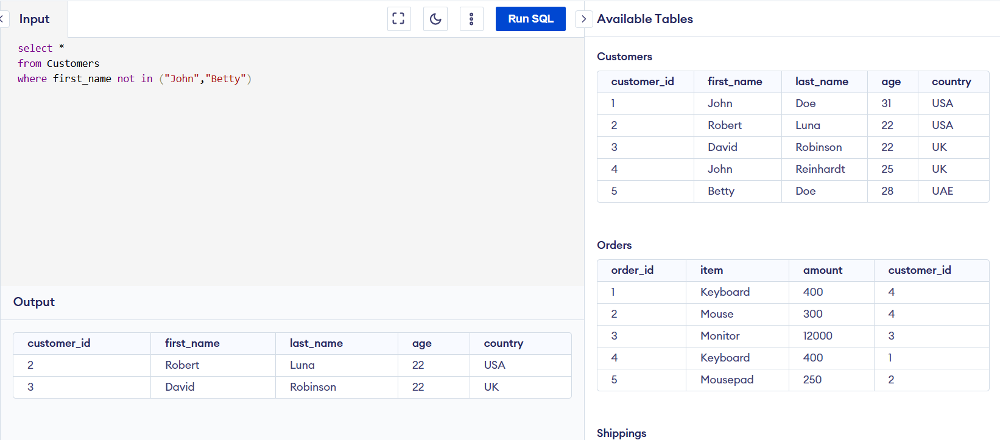 Input
Run SQL
select *
from Customers
where first_name not in ("John","Betty")
Output
customer_id first_name last_name age country
2 Robert Luna 22 USA
3 David Robinson 22 UK
Available Tables
Customers
customer_id first_name last_name age country
1 John Doe 31 USA
2 Robert Luna 22 USA
3 David Robinson 22 UK
4 John Reinhardt 25 UK
5 Betty Doe 28 UAE
Orders
order_id item amount customer_id
1 Keyboard 400 4
2 Mouse 300 4
3 Monitor 12000 3
4 Keyboard 400 1
5 Mousepad 250 2
Shippings